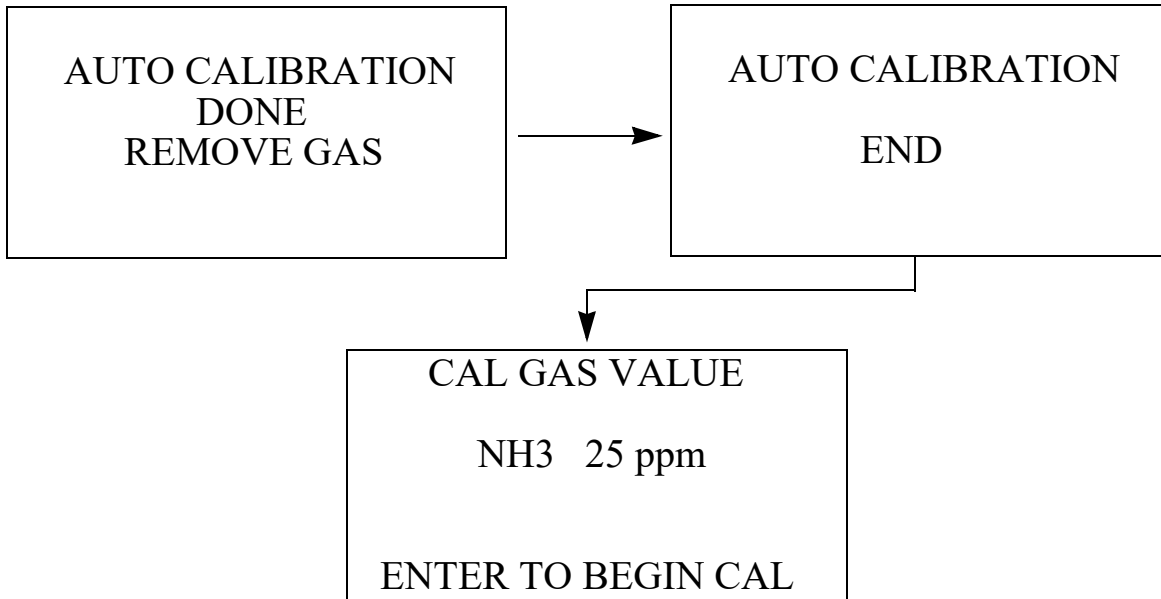 AUTO CALIBRATION
DONE
REMOVE GAS
AUTO CALIBRATION
END
CAL GAS VALUE
NH3 25 ppm
ENTER TO BEGIN CAL